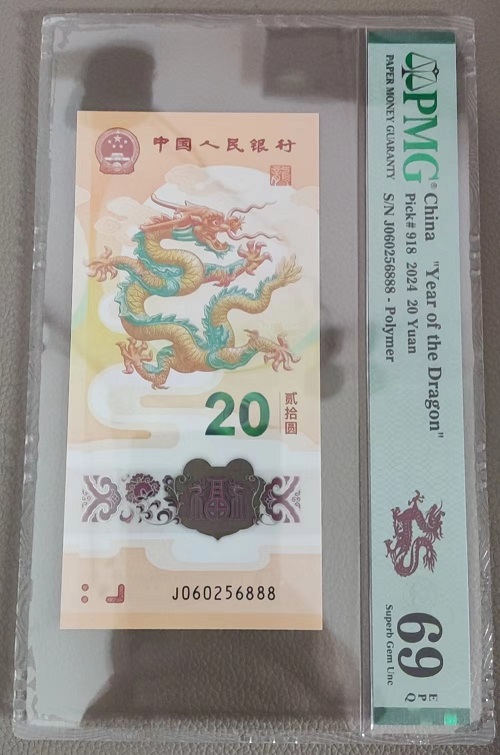 中国人民银行
20
贰拾圆
福
J060256888
PMG®
PAPER MONEY GUARANTY
China "Year of the Dragon"
Pick# 918 2024 20 Yuan
S/N J060256888 - Polymer
69 EPQ
Superb Gem Unc